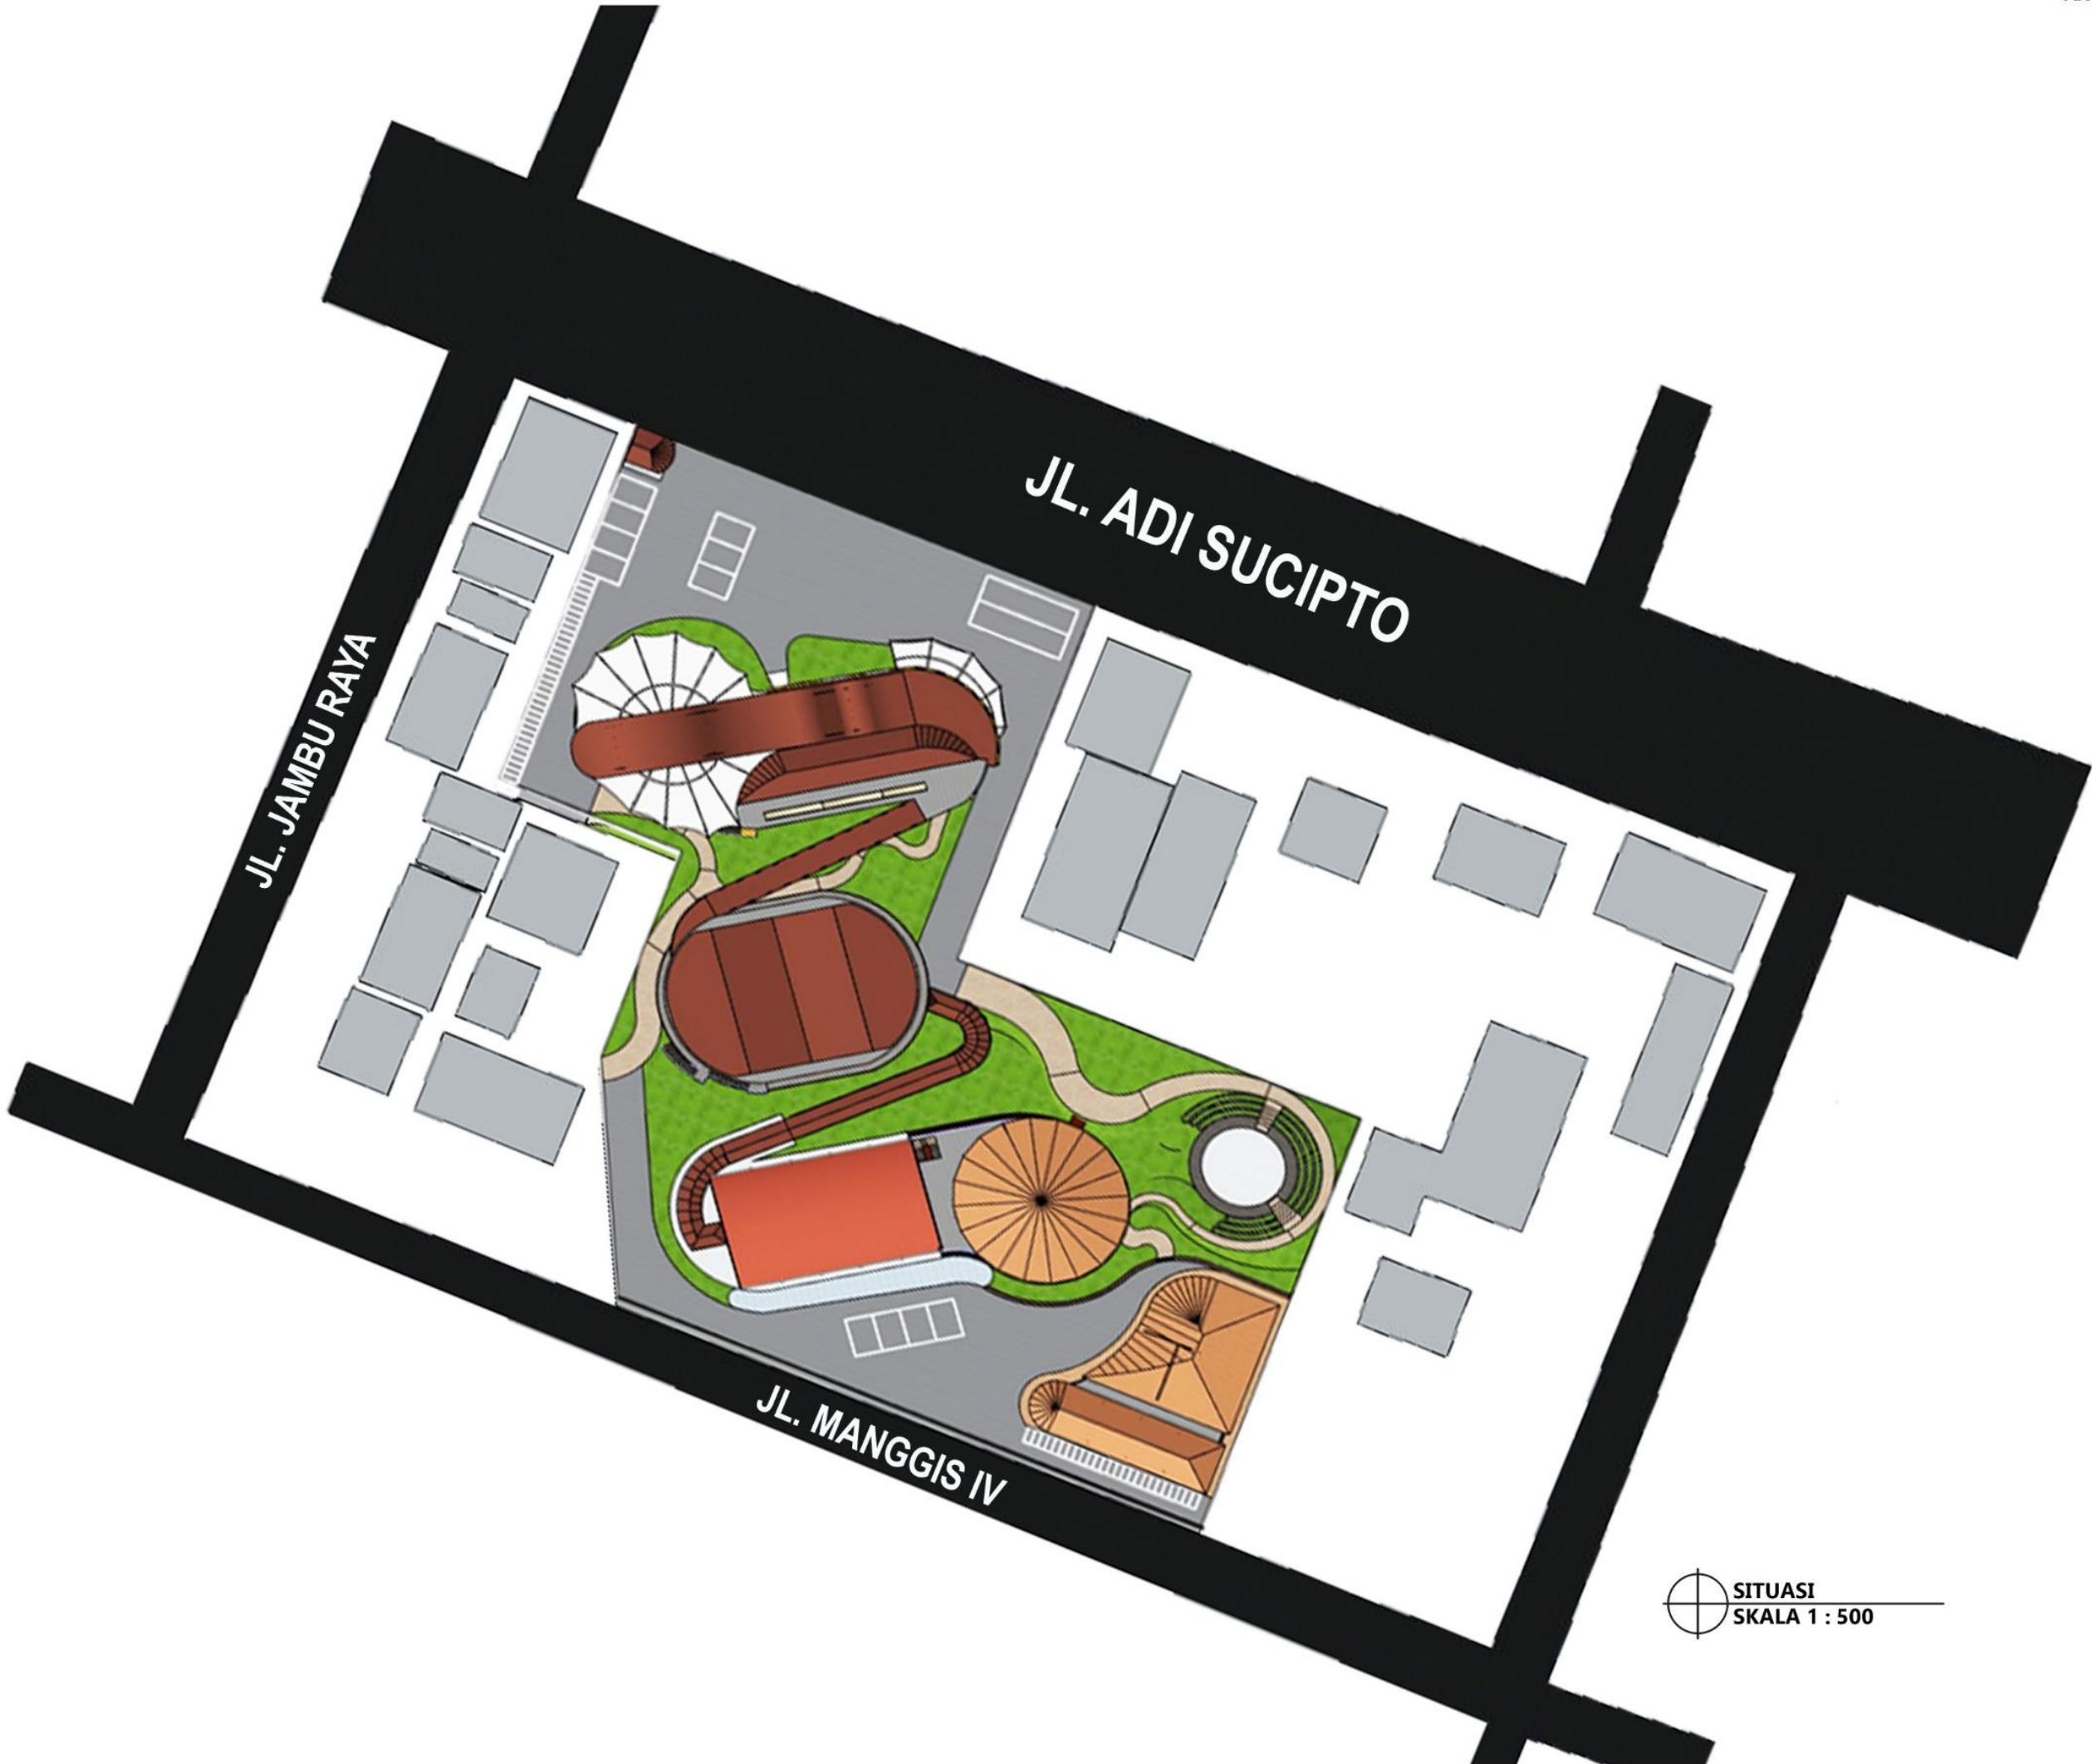 JL. ADI SUCIPTO
JL. JAMBU RAYA
JL. MANGGIS IV
SITUASI
SKALA 1 : 500